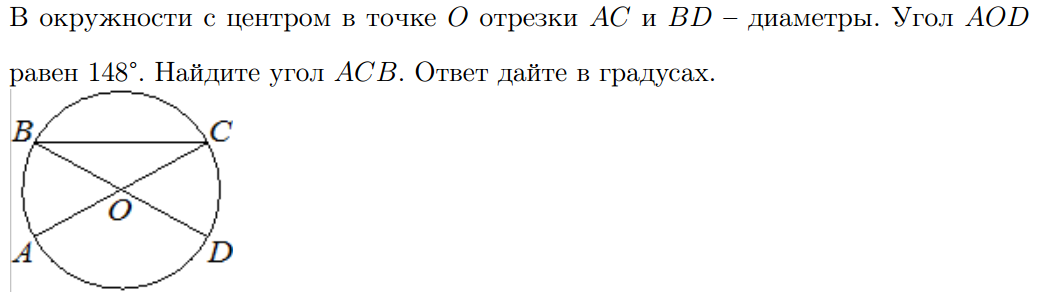 В окружности с центром в точке O отрезки AC и BD – диаметры. Угол AOD
равен 148°. Найдите угол ACB. Ответ дайте в градусах.
B
C
O
A
D